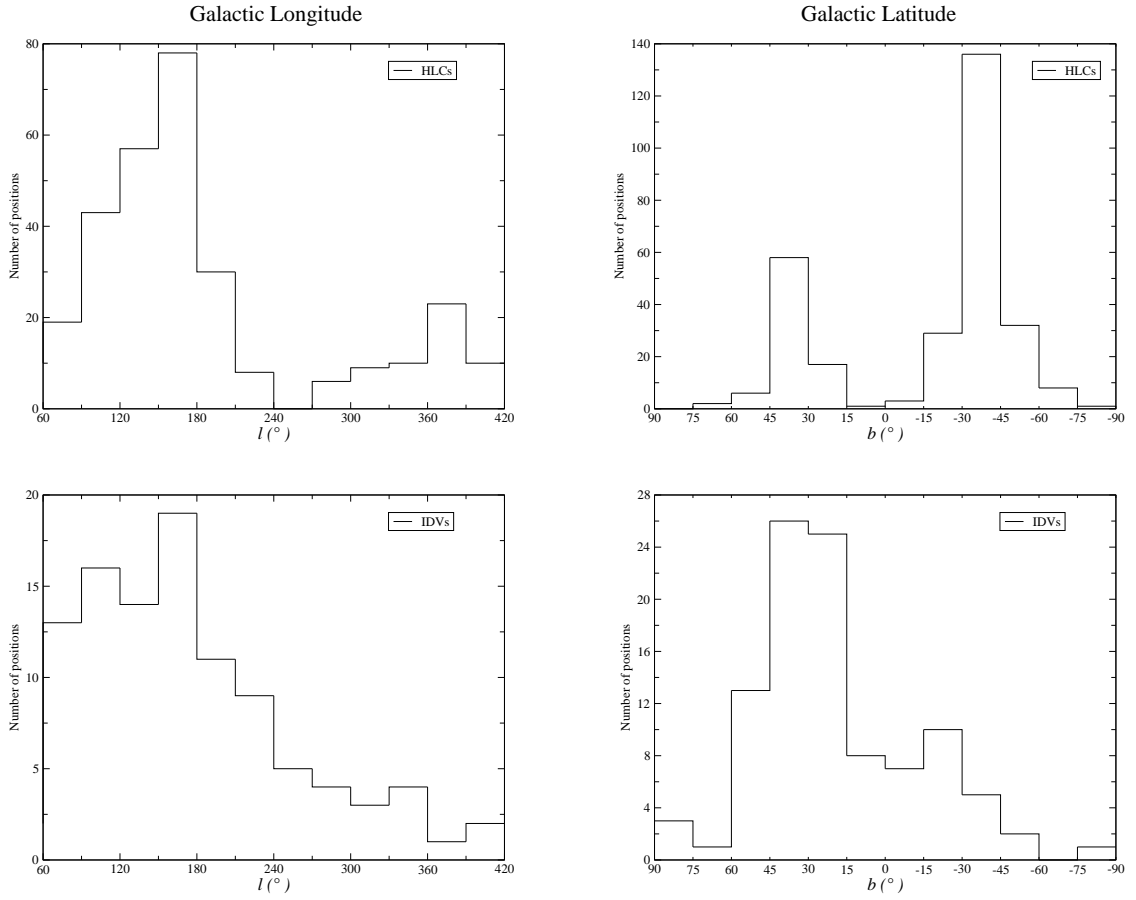 Galactic Longitude
Galactic Latitude
80
60
40
20
0
Number of positions
HLCs
60 120 180 240 300 360 420
l (°)
140
120
100
80
60
40
20
0
Number of positions
HLCs
90 75 60 45 30 15 0 -15 -30 -45 -60 -75 -90
b (°)
20
15
10
5
0
Number of positions
IDVs
60 120 180 240 300 360 420
l (°)
28
24
20
16
12
8
4
0
Number of positions
IDVs
90 75 60 45 30 15 0 -15 -30 -45 -60 -75 -90
b (°)